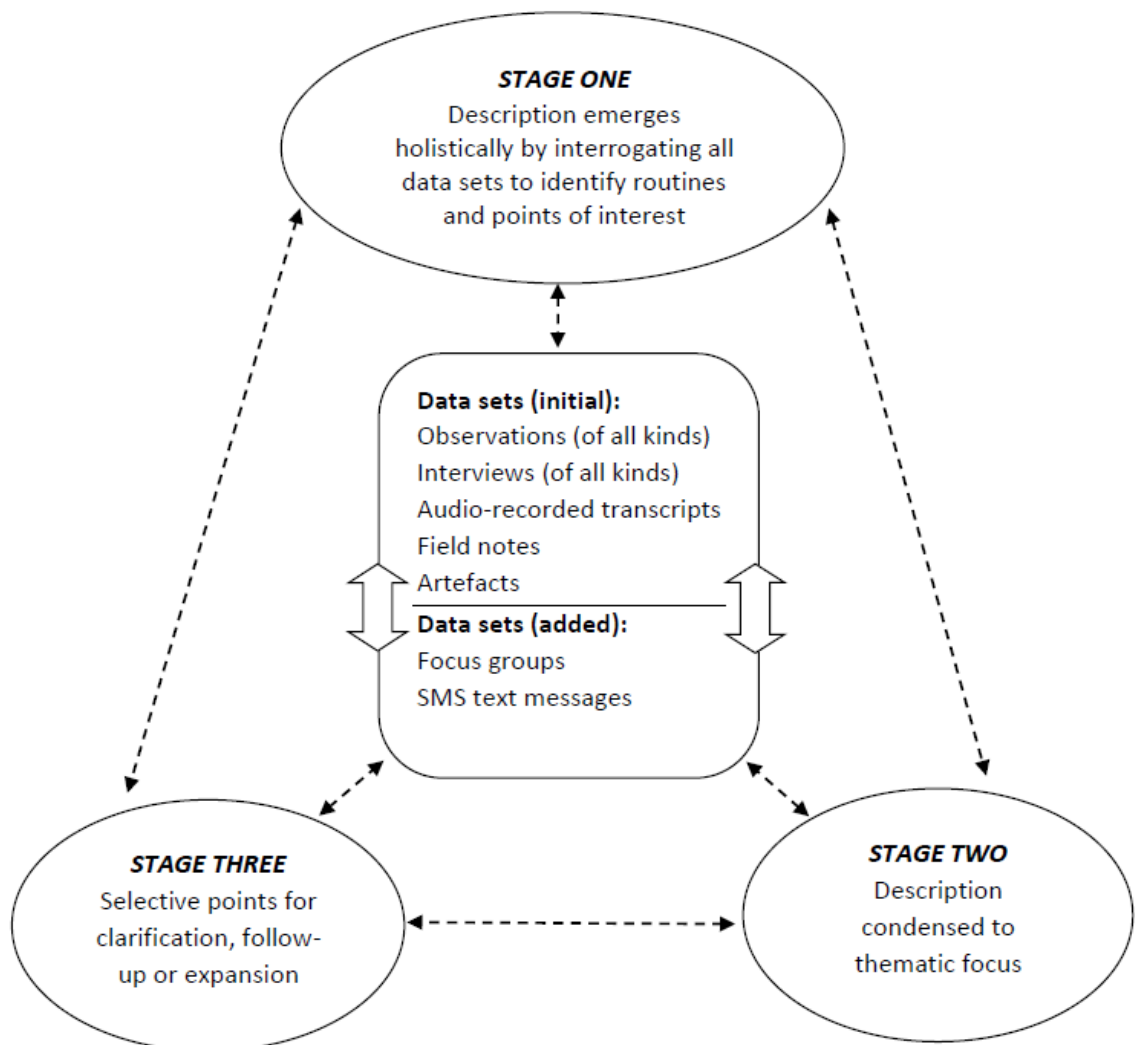 STAGE ONE
Description emerges
holistically by interrogating all
data sets to identify routines
and points of interest
Data sets (initial):
Observations (of all kinds)
Interviews (of all kinds)
Audio-recorded transcripts
Field notes
Artefacts
Data sets (added):
Focus groups
SMS text messages
STAGE THREE
Selective points for
clarification, follow-
up or expansion
STAGE TWO
Description
condensed to
thematic focus